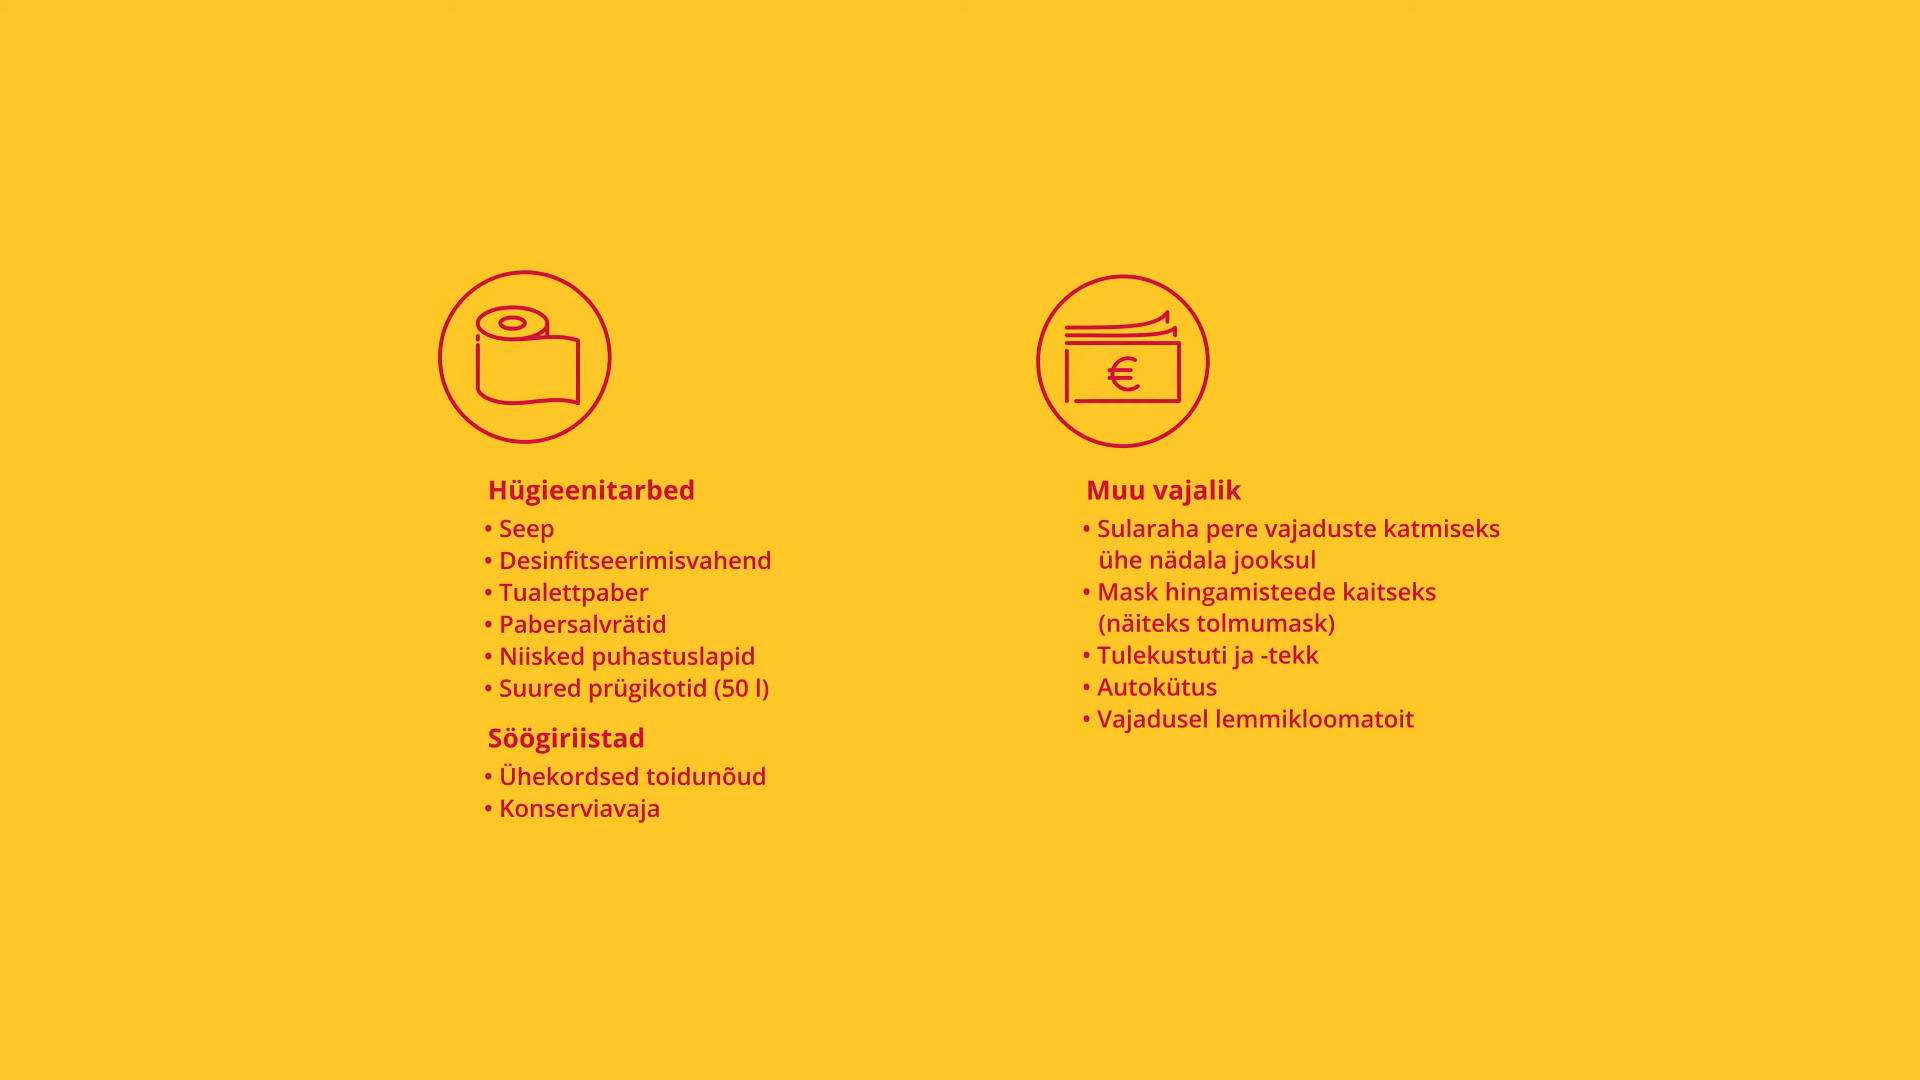 Hügieenitarbed
• Seep
• Desinfitseerimisvahend
• Tualettpaber
• Pabersalvrätid
• Niisked puhastuslapid
• Suured prügikotid (50 l)
Söögiriistad
• Ühekordsed toidunõud
• Konserviavaja
€
Muu vajalik
• Sularaha pere vajaduste katmiseks
ühe nädala jooksul
• Mask hingamisteede kaitseks
(näiteks tolmumask)
• Tulekustuti ja -tekk
• Autokütus
• Vajadusel lemmikloomatoit